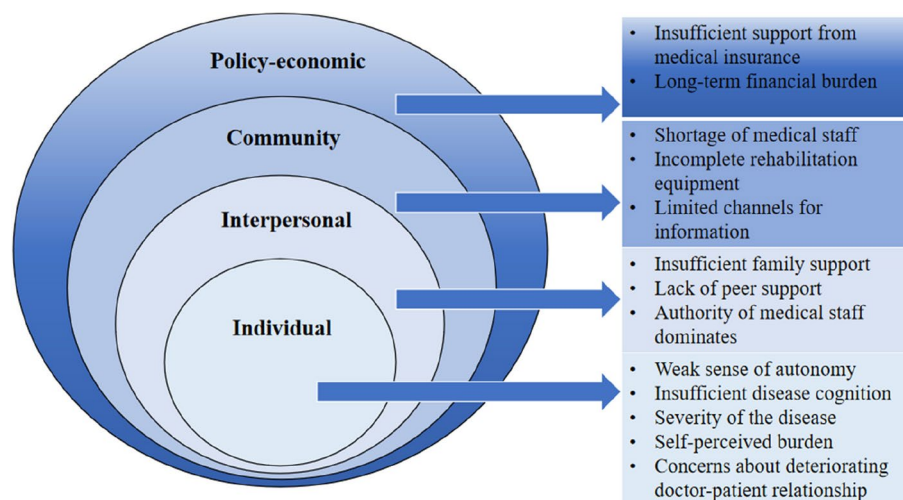 Policy-economic
Community
Interpersonal
Individual
• Insufficient support from
medical insurance
• Long-term financial burden
• Shortage of medical staff
• Incomplete rehabilitation
equipment
• Limited channels for
information
• Insufficient family support
• Lack of peer support
• Authority of medical staff
dominates
• Weak sense of autonomy
• Insufficient disease cognition
• Severity of the disease
• Self-perceived burden
• Concerns about deteriorating
doctor-patient relationship